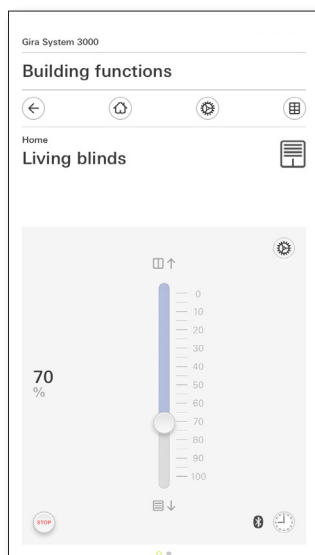 Gira System 3000
Building functions
Home
Living blinds
0
10
20
30
40
50
60
70
80
90
100
70
%
STOP